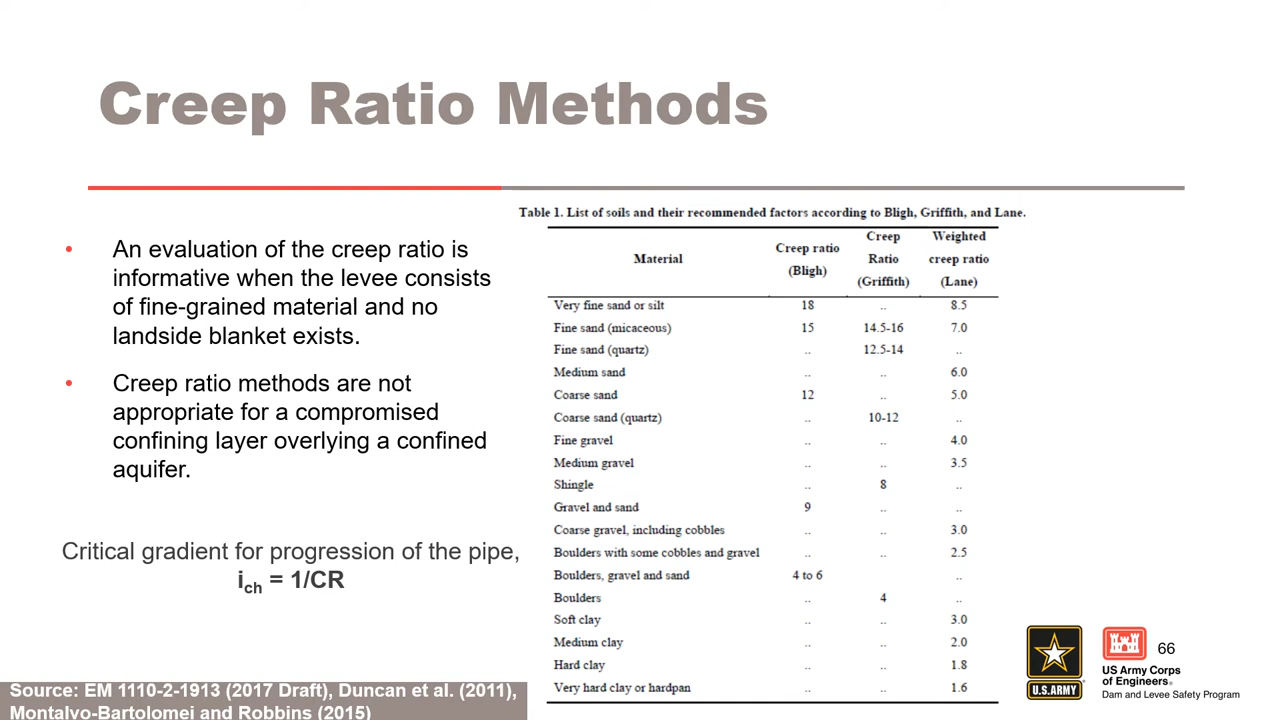 Creep Ratio Methods
• An evaluation of the creep ratio is
informative when the levee consists
of fine-grained material and no
landside blanket exists.
• Creep ratio methods are not
appropriate for a compromised
confining layer overlying a confined
aquifer.
Critical gradient for progression of the pipe,
ich = 1/CR
Source: EM 1110-2-1913 (2017 Draft), Duncan et al. (2011),
Montalvo-Bartolomei and Robbins (2015)
Table 1. List of soils and their recommended factors according to Bligh, Griffith, and Lane.
Material Creep ratio (Bligh) Creep Ratio (Griffith) Weighted creep ratio (Lane)
Very fine sand or silt 18 .. 8.5
Fine sand (micaceous) 15 14.5-16 7.0
Fine sand (quartz) .. 12.5-14 ..
Medium sand .. .. 6.0
Coarse sand 12 .. 5.0
Coarse sand (quartz) .. 10-12 ..
Fine gravel .. .. 4.0
Medium gravel .. .. 3.5
Shingle .. 8 ..
Gravel and sand 9 .. ..
Coarse gravel, including cobbles .. .. 3.0
Boulders with some cobbles and gravel .. .. 2.5
Boulders, gravel and sand 4 to 6 ..
Boulders .. 4 ..
Soft clay .. .. 3.0
Medium clay .. .. 2.0
Hard clay .. .. 1.8
Very hard clay or hardpan .. .. 1.6
U.S.ARMY
66
US Army Corps
of Engineers®
Dam and Levee Safety Program